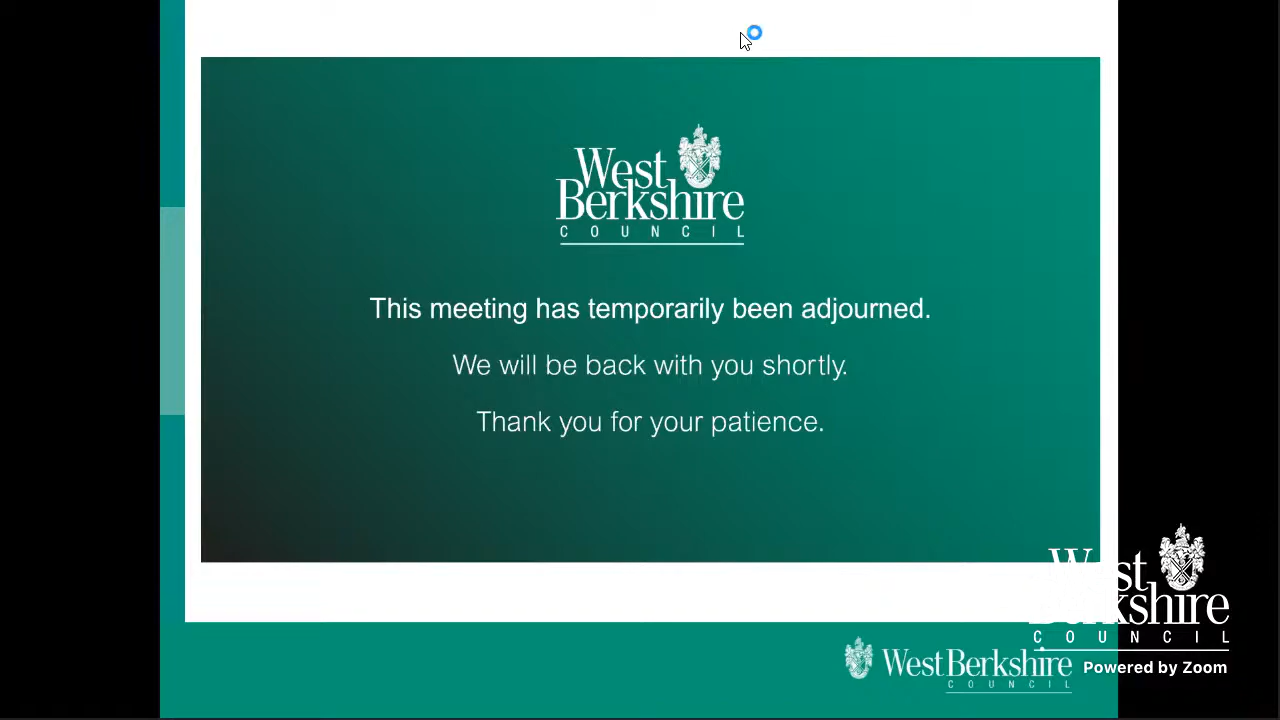 West
Berkshire
COUNCIL
This meeting has temporarily been adjourned.
We will be back with you shortly.
Thank you for your patience.
West
Berkshire
COUNCIL
West Berkshire
COUNCIL
Powered by Zoom